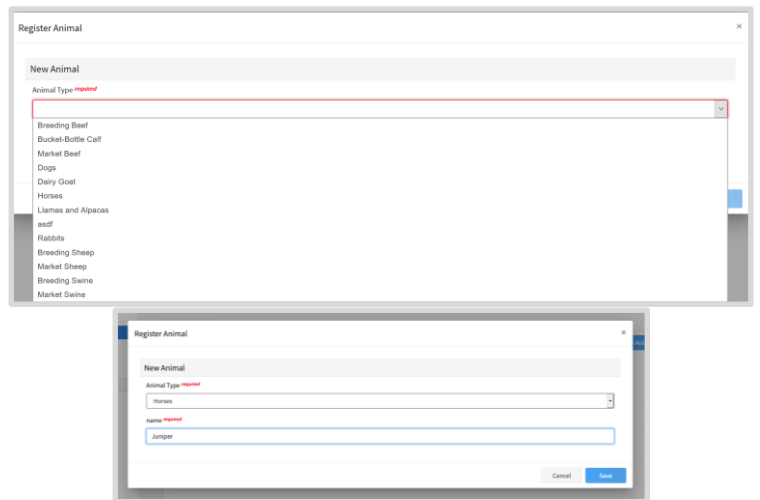 Register Animal ×
New Animal
Animal Type required
Breeding Beef
Bucket-Bottle Calf
Market Beef
Dogs
Dairy Goat
Horses
Llamas and Alpacas
asdf
Rabbits
Breeding Sheep
Market Sheep
Breeding Swine
Market Swine
Register Animal ×
New Animal
Animal Type required
Horses
name required
Juniper
Cancel Save